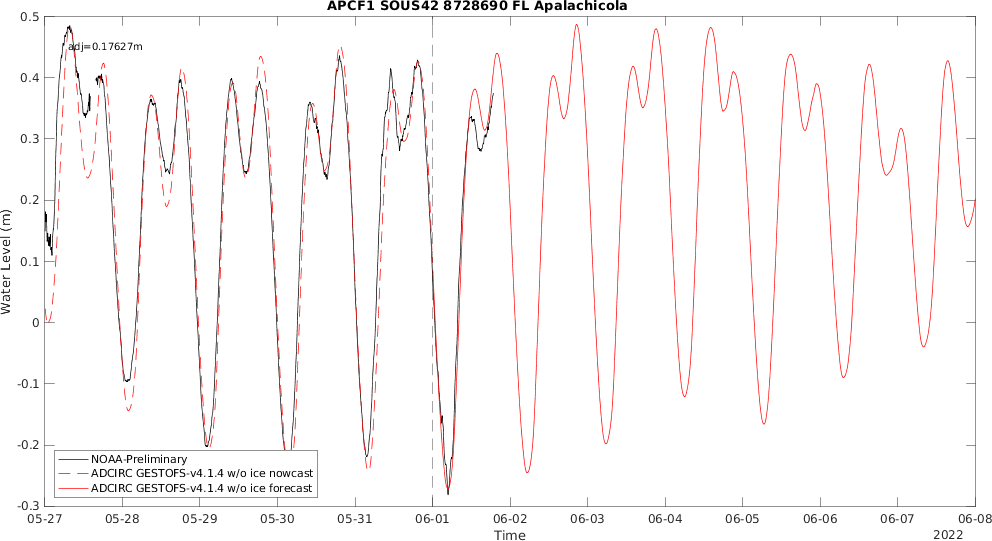 APCF1 SOUS42 8728690 FL Apalachicola
adj=0.17627m
0.5
0.4
0.3
0.2
0.1
0
-0.1
-0.2
-0.3
Water Level (m)
NOAA-Preliminary
ADCIRC GESTOFS-v4.1.4 w/o ice nowcast
ADCIRC GESTOFS-v4.1.4 w/o ice forecast
05-27 05-28 05-29 05-30 05-31 06-01 06-02 06-03 06-04 06-05 06-06 06-07 06-08
Time
2022